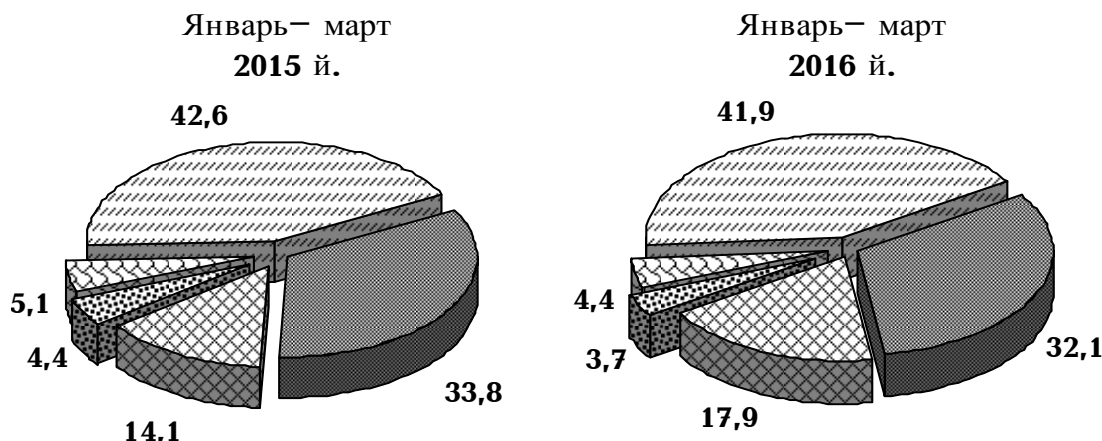 Январь– март
2015 й.
42,6
5,1
4,4
14,1
33,8
Январь– март
2016 й.
41,9
4,4
3,7
17,9
32,1